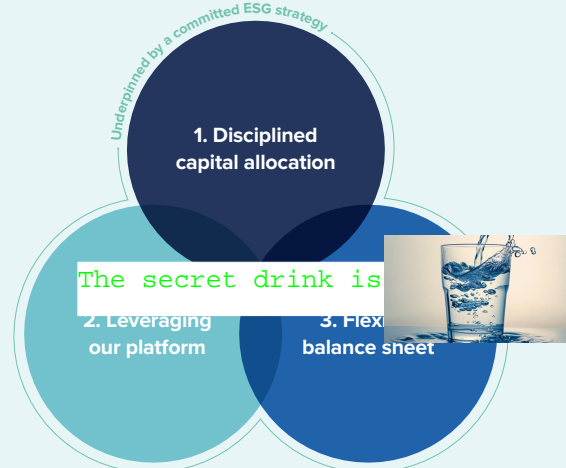 Underpinned by a committed ESG strategy
1. Disciplined
capital allocation
The secret drink is
2. Leveraging
our platform
balance sheet
3.